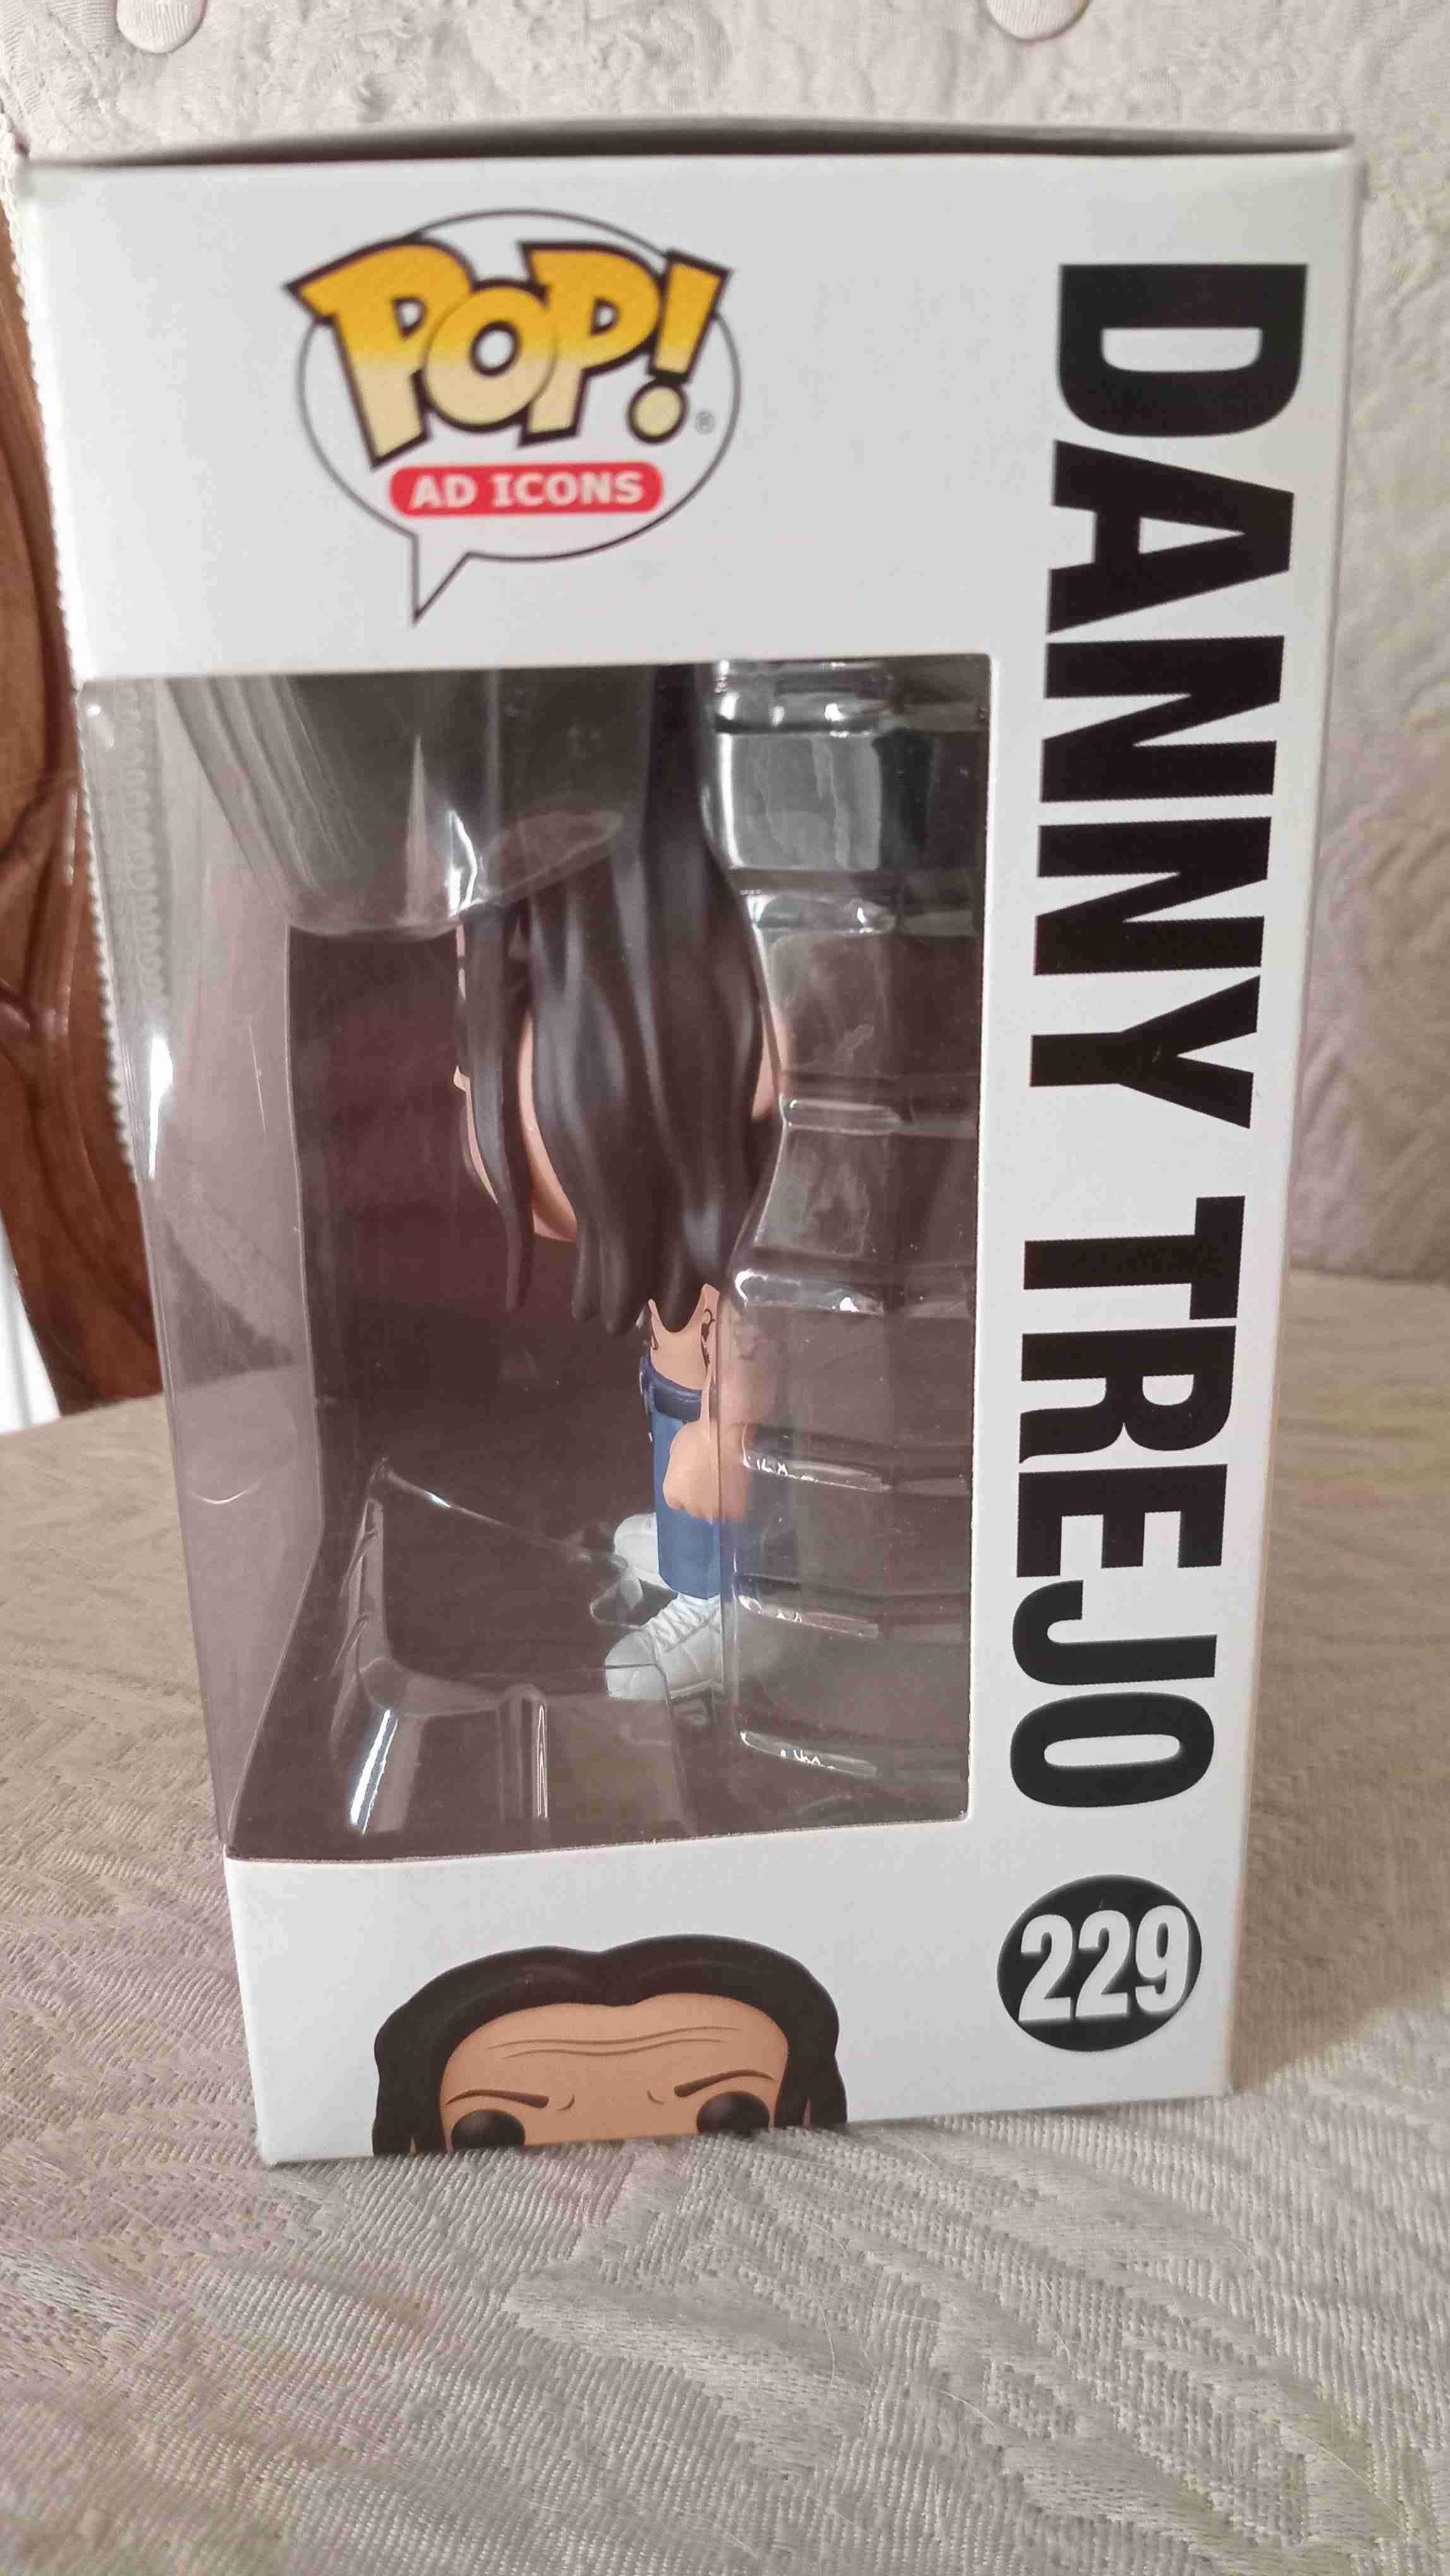 POP!®
AD ICONS
DANNY TREJO
229